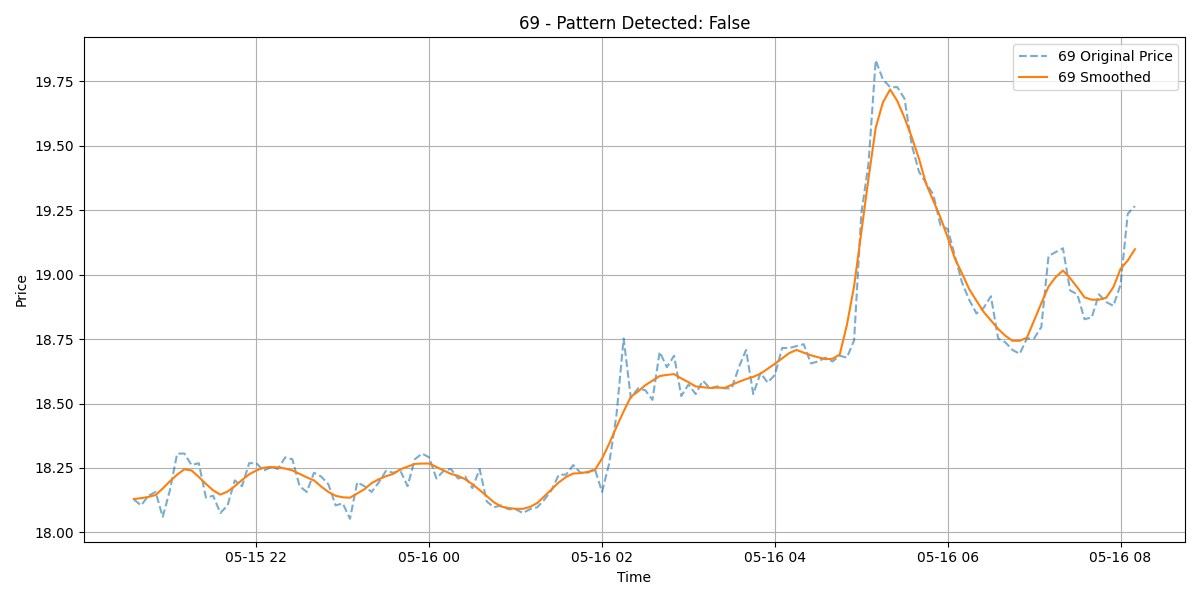 69 - Pattern Detected: False
69 Original Price
69 Smoothed
19.75
19.50
19.25
19.00
18.75
18.50
18.25
18.00
Price
05-15 22
05-16 00
05-16 02
05-16 04
05-16 06
05-16 08
Time